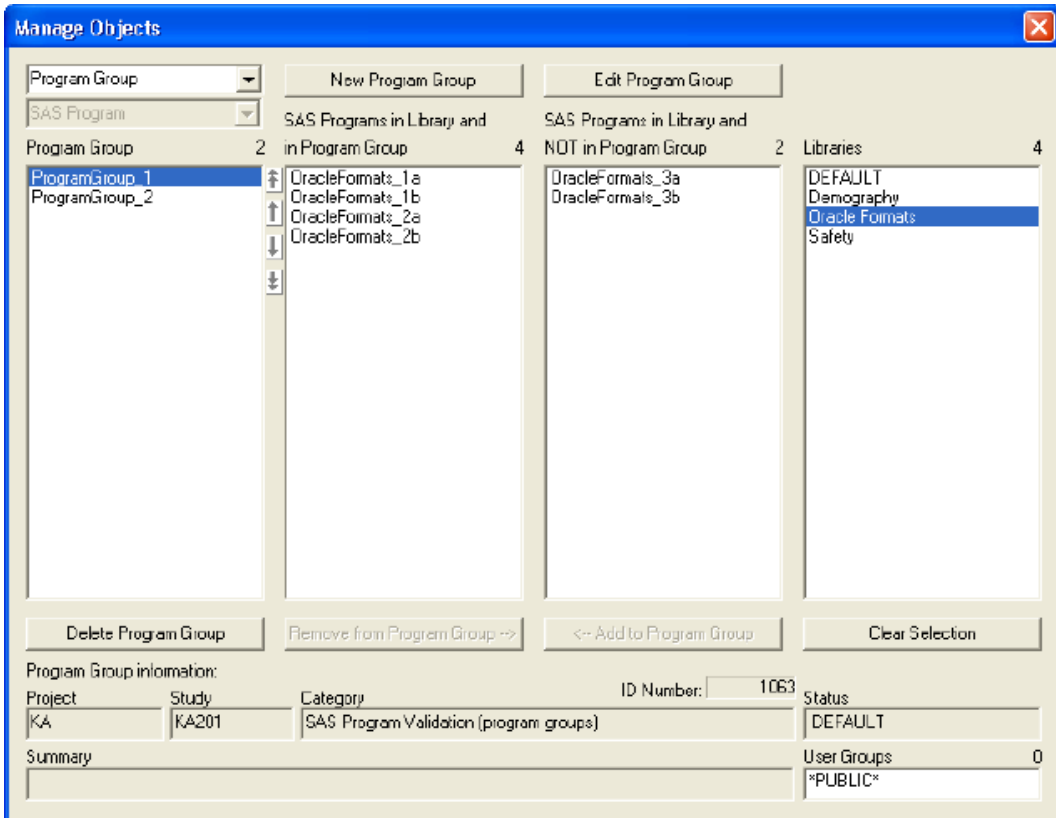 Manage Objects
Program Group
New Program Group
Edit Program Group
SAS Program
SAS Programs in Library and
in Program Group 4
SAS Programs in Library and
NOT in Program Group 2
Program Group 2
Libraries 4
ProgramGroup_1
ProgramGroup_2
OracleFormats_1a
OracleFormats_1b
OracleFormats_2a
OracleFormats_2b
OracleFormats_3a
OracleFormats_3b
DEFAULT
Demography
Oracle Formats
Safety
Delete Program Group
Remove from Program Group -->
<-- Add to Program Group
Clear Selection
Program Group information:
ID Number: 1063
Project
Study
Category
Status
KA
KA201
SAS Program Validation (program groups)
DEFAULT
Summary
User Groups 0
*PUBLIC*